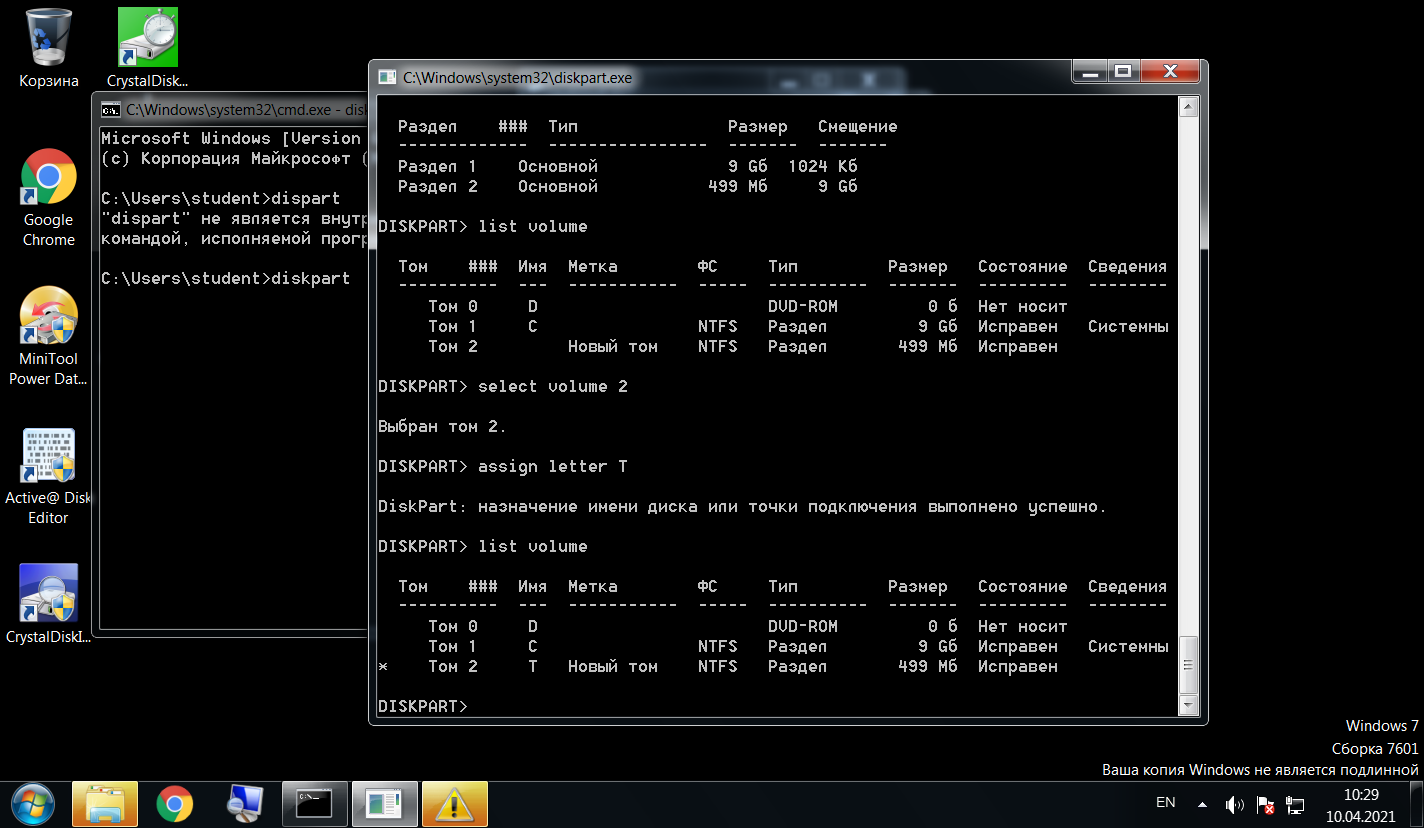 Корзина
CrystalDisk...
Google
Chrome
MiniTool
Power Dat...
Active@ Disk
Editor
CrystalDiskI...
C:\Windows\system32\cmd.exe - dis
Microsoft Windows [Version
(c) Корпорация Майкрософт (
C:\Users\student>dispart
"dispart" не является внутр
командой, исполняемой прогр
C:\Users\student>diskpart
C:\Windows\system32\diskpart.exe
Раздел    ###  Тип               Размер   Смещение
-------------  ----------------  -------  -------
Раздел 1    Основной             9 Gб  1024 Kб
Раздел 2    Основной           499 Mб     9 Gб
DISKPART> list volume
Том    ###  Имя  Метка        ФС     Тип         Размер   Состояние  Сведения
----------  ---  -----------  -----  ----------  -------  ---------  --------
Том 0     D                       DVD-ROM         0 б  Нет носит
Том 1     C                NTFS   Раздел         9 Gб  Исправен   Системны
Том 2         Новый том    NTFS   Раздел       499 Mб  Исправен
DISKPART> select volume 2
Выбран том 2.
DISKPART> assign letter T
DiskPart: назначение имени диска или точки подключения выполнено успешно.
DISKPART> list volume
Том    ###  Имя  Метка        ФС     Тип         Размер   Состояние  Сведения
----------  ---  -----------  -----  ----------  -------  ---------  --------
Том 0     D                       DVD-ROM         0 б  Нет носит
Том 1     C                NTFS   Раздел         9 Gб  Исправен   Системны
*    Том 2     T   Новый том    NTFS   Раздел       499 Mб  Исправен
DISKPART>
Windows 7
Сборка 7601
Ваша копия Windows не является подлинной
EN
10:29
10.04.2021